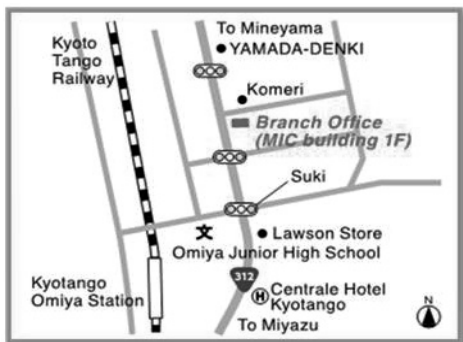 To Mineyama
YAMADA-DENKI
Kyoto
Tango
Railway
Komeri
Branch Office
(MIC building 1F)
Suki
文
Lawson Store
Omiya Junior High School
312
Kyotango
Omiya Station
H
Centrale Hotel
Kyotango
To Miyazu
N